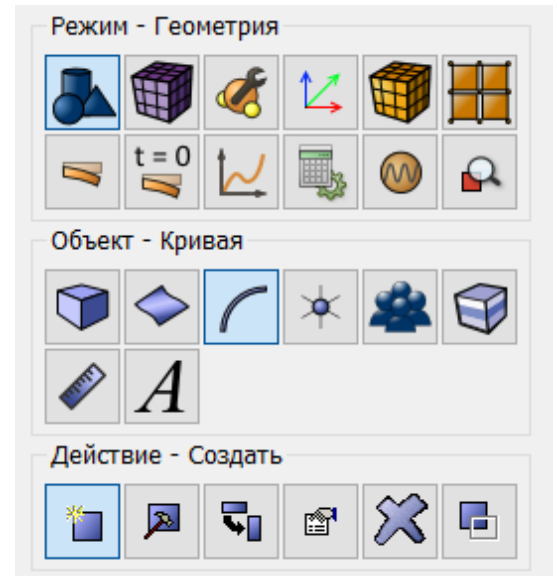 Режим - Геометрия
t = 0
Объект - Кривая
A
Действие - Создать